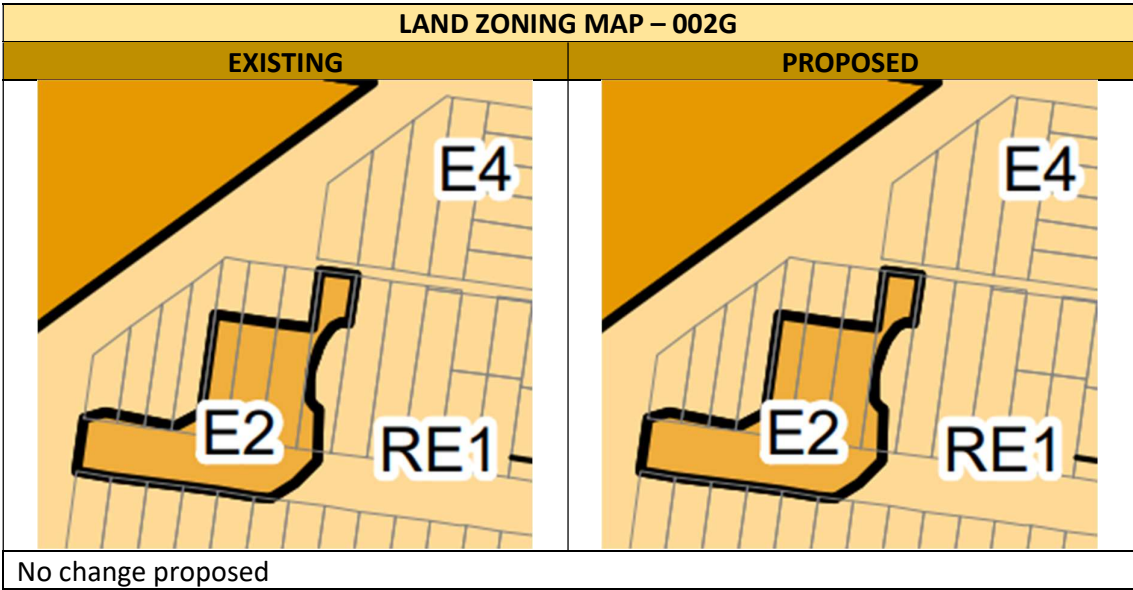 LAND ZONING MAP – 002G
EXISTING
PROPOSED
E4
E2
RE1
E4
E2
RE1
No change proposed